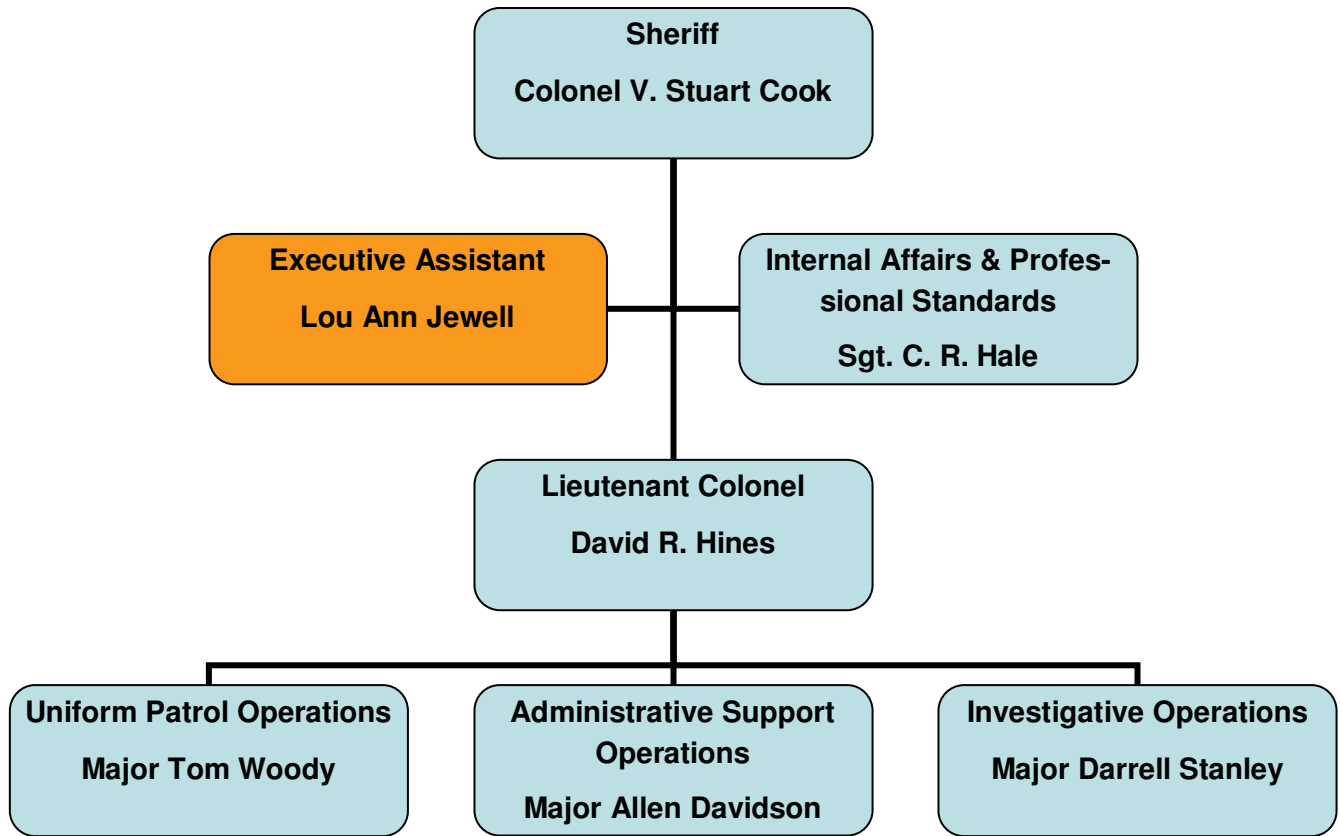 Sheriff
Colonel V. Stuart Cook
Executive Assistant
Lou Ann Jewell
Internal Affairs & Profes-
sional Standards
Sgt. C. R. Hale
Lieutenant Colonel
David R. Hines
Uniform Patrol Operations
Major Tom Woody
Administrative Support
Operations
Major Allen Davidson
Investigative Operations
Major Darrell Stanley